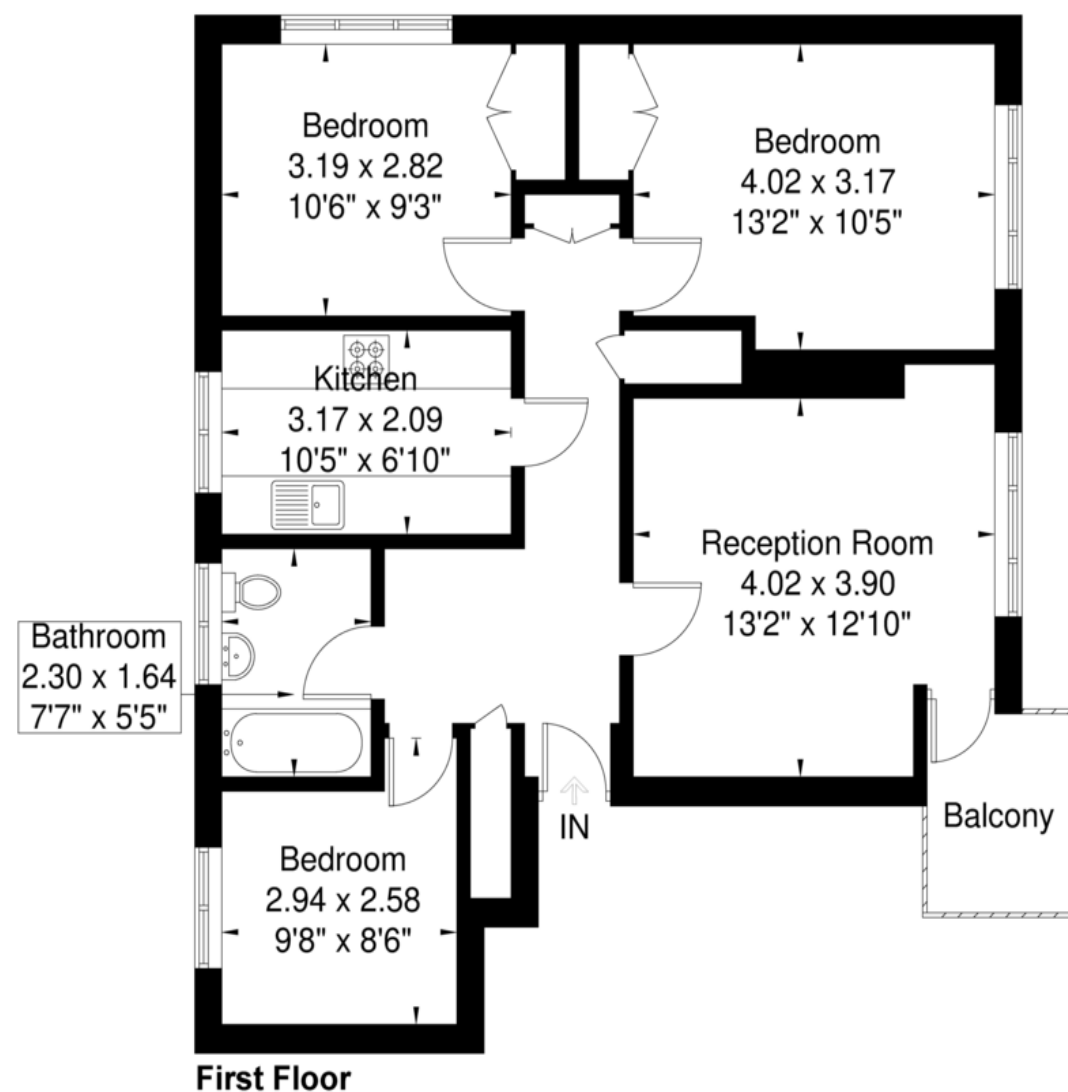 Bedroom
3.19 x 2.82
10'6" x 9'3"
Bedroom
4.02 x 3.17
13'2" x 10'5"
Kitchen
3.17 x 2.09
10'5" x 6'10"
Reception Room
4.02 x 3.90
13'2" x 12'10"
Bathroom
2.30 x 1.64
7'7" x 5'5"
IN
Balcony
Bedroom
2.94 x 2.58
9'8" x 8'6"
First Floor